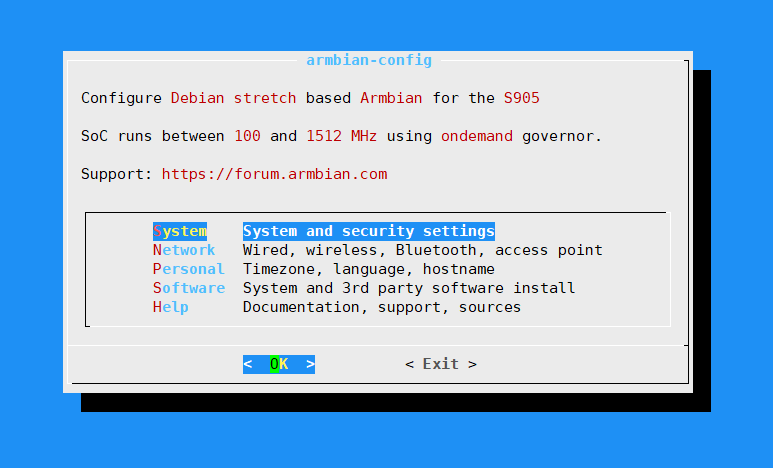 armbian-config
Configure Debian stretch based Armbian for the S905
SoC runs between 100 and 1512 MHz using ondemand governor.
Support: https://forum.armbian.com
System System and security settings
Network Wired, wireless, Bluetooth, access point
Personal Timezone, language, hostname
Software System and 3rd party software install
Help Documentation, support, sources
< OK > < Exit >